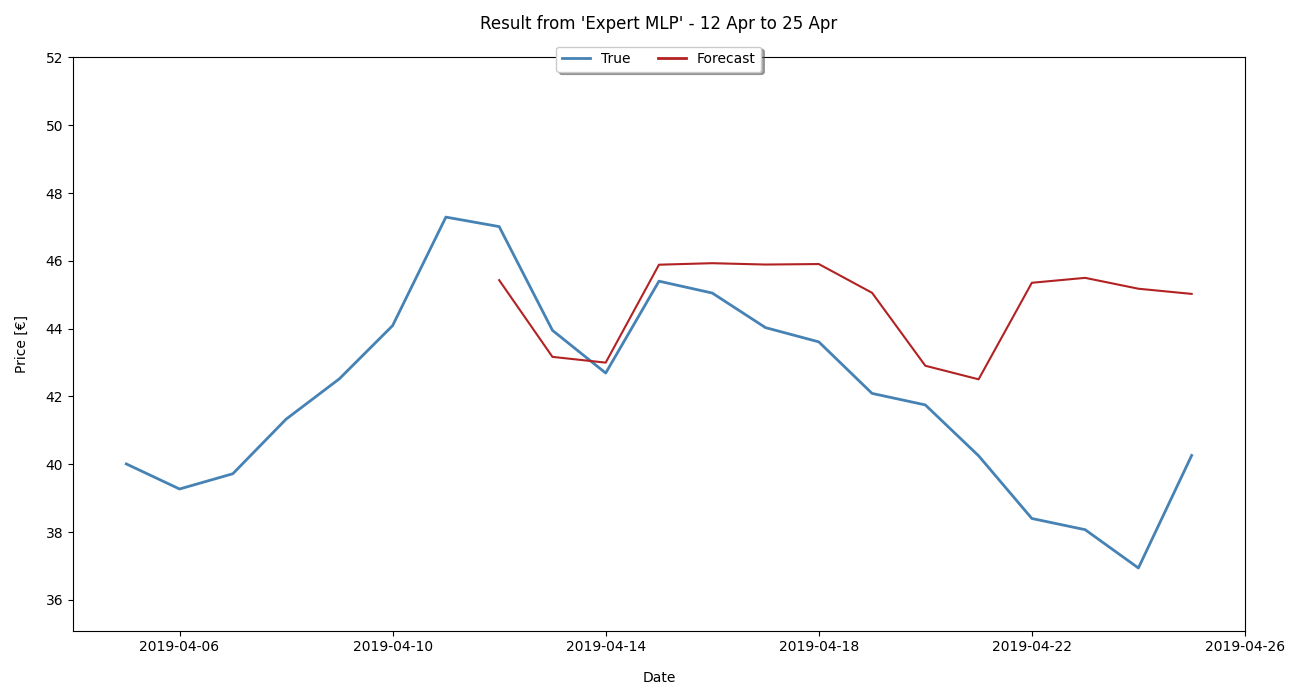 Result from 'Expert MLP' - 12 Apr to 25 Apr
True Forecast
52
50
48
46
44
42
40
38
36
Price [€]
2019-04-06 2019-04-10 2019-04-14 2019-04-18 2019-04-22 2019-04-26
Date